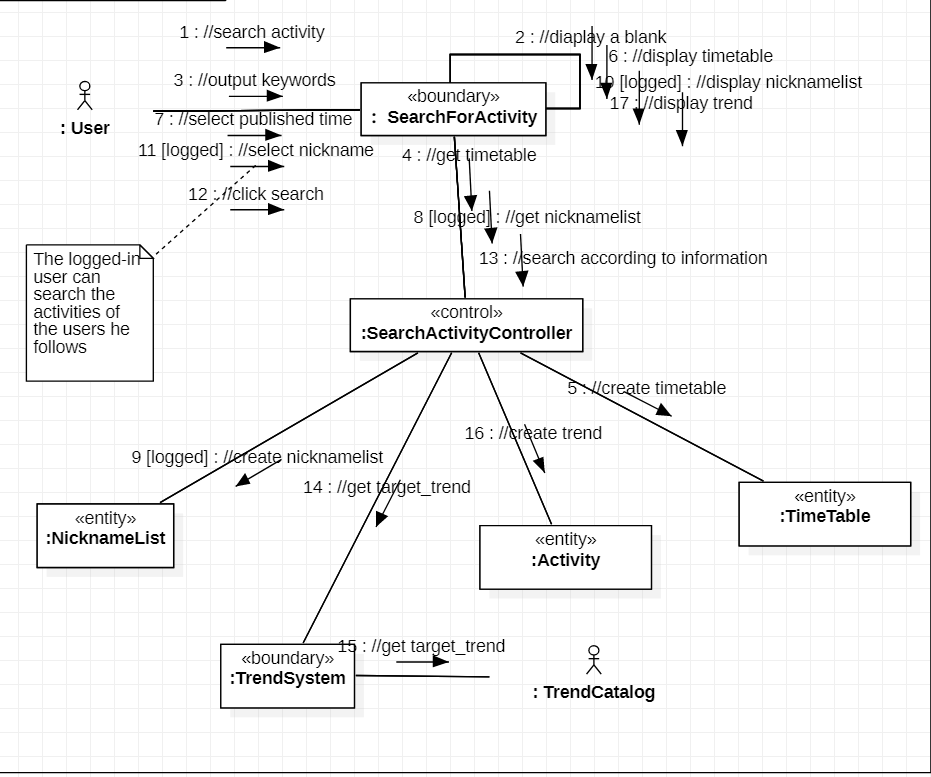 1 : //search activity
2 : //diaplay a blank
6 : //display timetable
3 : //output keywords
10 [logged] : //display nicknamelist
«boundary»
: SearchForActivity
17 : //display trend
: User
7 : //select published time
11 [logged] : //select nickname
4 : //get timetable
12 : //click search
8 [logged] : //get nicknamelist
The logged-in
user can
search the
activities of
the users he
follows
13 : //search according to information
«control»
:SearchActivityController
5 : //create timetable
16 : //create trend
9 [logged] : //create nicknamelist
14 : //get target_trend
«entity»
:TimeTable
«entity»
:NicknameList
«entity»
:Activity
15 : //get target_trend
«boundary»
:TrendSystem
: TrendCatalog